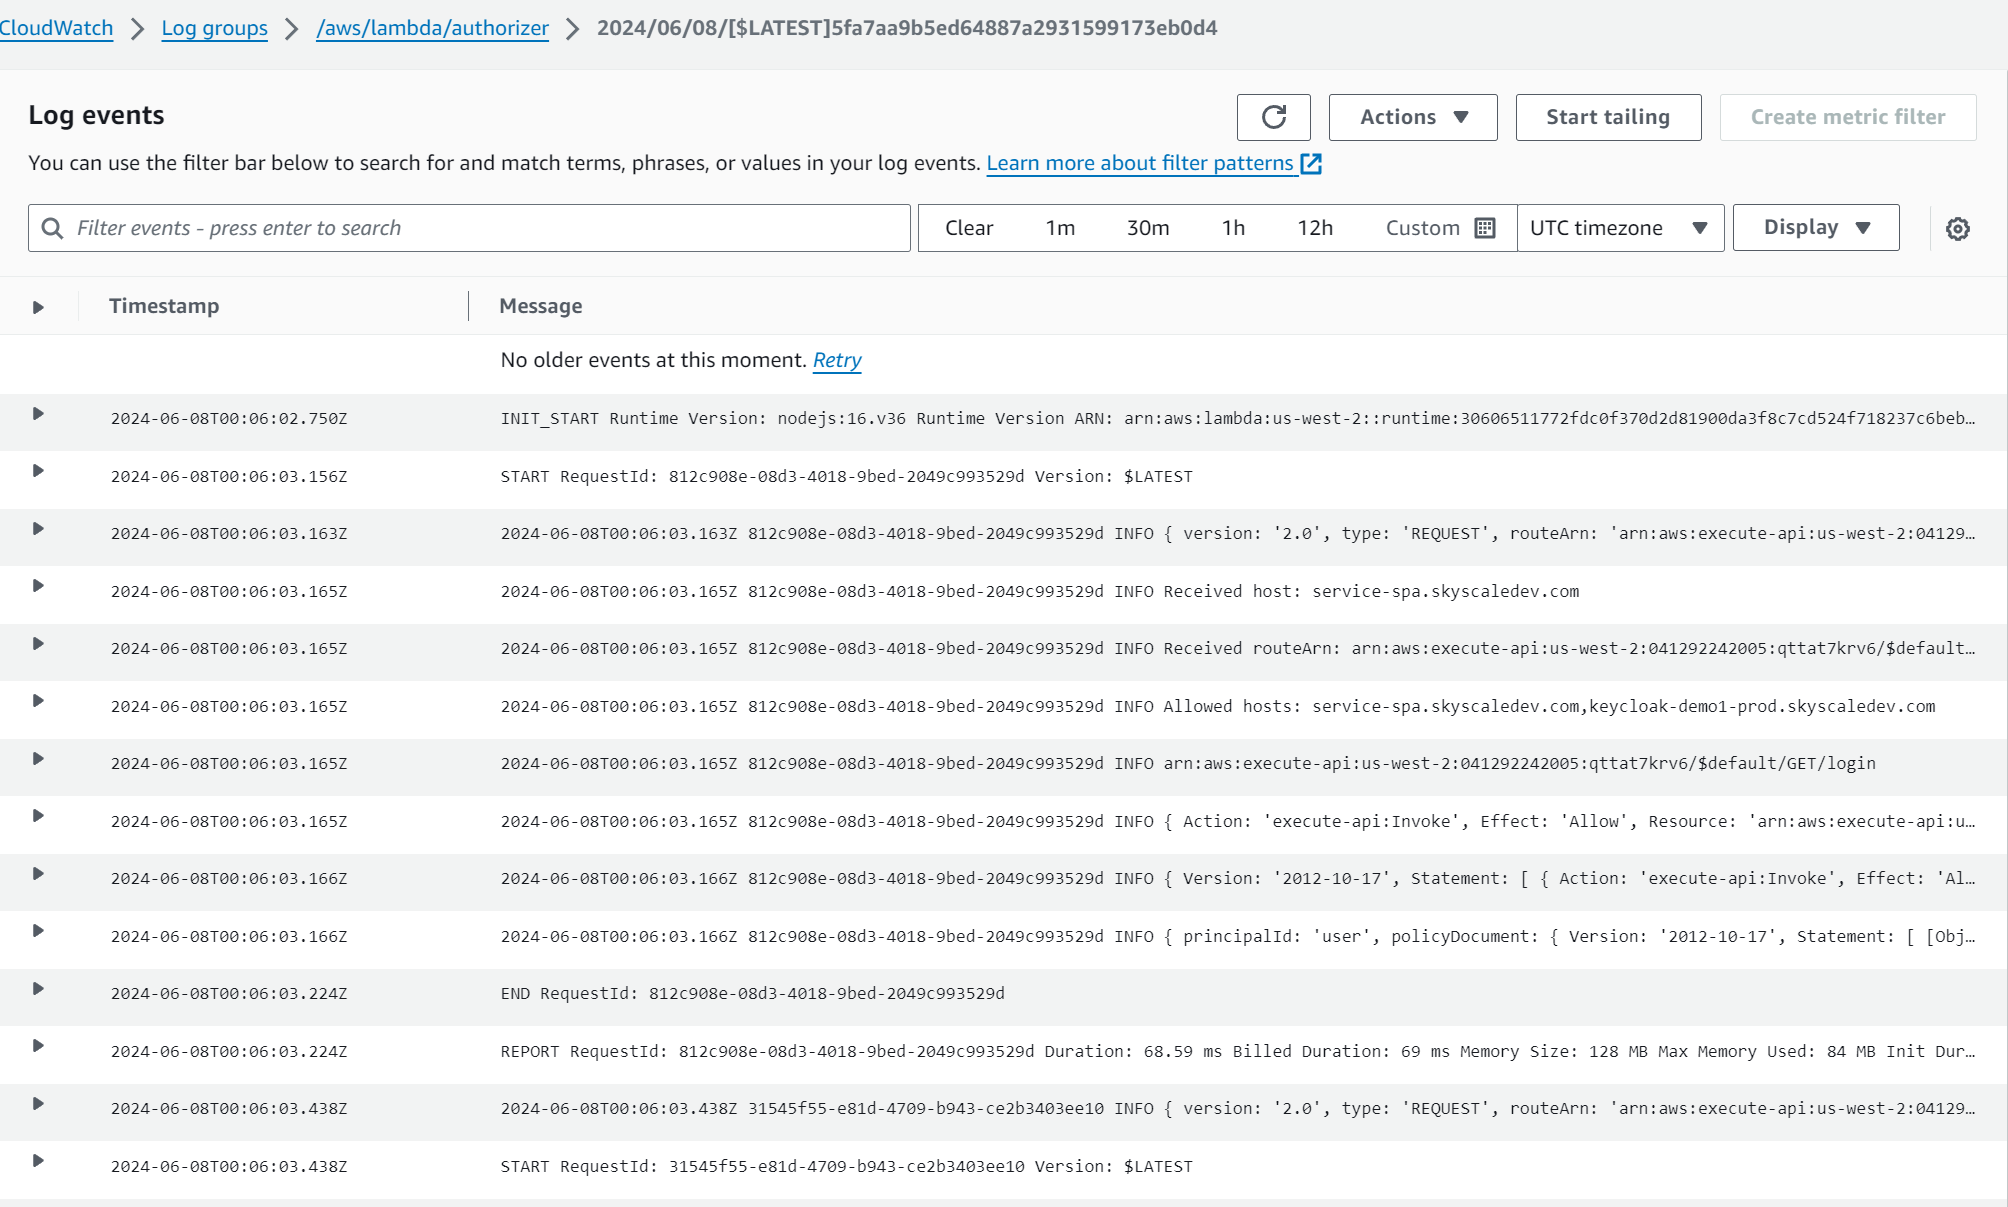 CloudWatch > Log groups > /aws/lambda/authorizer > 2024/06/08/[$LATEST]5fa7aa9b5ed64887a2931599173eb0d4
Log events
Actions Start tailing Create metric filter
You can use the filter bar below to search for and match terms, phrases, or values in your log events. Learn more about filter patterns
Filter events - press enter to search Clear 1m 30m 1h 12h Custom UTC timezone Display
Timestamp Message
No older events at this moment. Retry
2024-06-08T00:06:02.750Z INIT_START Runtime Version: nodejs:16.v36 Runtime Version ARN: arn:aws:lambda:us-west-2::runtime:30606511772fdc0f370d2d81900da3f8c7cd524f718237c6beb…
2024-06-08T00:06:03.156Z START RequestId: 812c908e-08d3-4018-9bed-2049c993529d Version: $LATEST
2024-06-08T00:06:03.163Z 2024-06-08T00:06:03.163Z 812c908e-08d3-4018-9bed-2049c993529d INFO { version: '2.0', type: 'REQUEST', routeArn: 'arn:aws:execute-api:us-west-2:04129…
2024-06-08T00:06:03.165Z 2024-06-08T00:06:03.165Z 812c908e-08d3-4018-9bed-2049c993529d INFO Received host: service-spa.skyscaledev.com
2024-06-08T00:06:03.165Z 2024-06-08T00:06:03.165Z 812c908e-08d3-4018-9bed-2049c993529d INFO Received routeArn: arn:aws:execute-api:us-west-2:041292242005:qttat7krv6/$default…
2024-06-08T00:06:03.165Z 2024-06-08T00:06:03.165Z 812c908e-08d3-4018-9bed-2049c993529d INFO Allowed hosts: service-spa.skyscaledev.com,keycloak-demo1-prod.skyscaledev.com
2024-06-08T00:06:03.165Z 2024-06-08T00:06:03.165Z 812c908e-08d3-4018-9bed-2049c993529d INFO arn:aws:execute-api:us-west-2:041292242005:qttat7krv6/$default/GET/login
2024-06-08T00:06:03.165Z 2024-06-08T00:06:03.165Z 812c908e-08d3-4018-9bed-2049c993529d INFO { Action: 'execute-api:Invoke', Effect: 'Allow', Resource: 'arn:aws:execute-api:u…
2024-06-08T00:06:03.166Z 2024-06-08T00:06:03.166Z 812c908e-08d3-4018-9bed-2049c993529d INFO { Version: '2012-10-17', Statement: [ { Action: 'execute-api:Invoke', Effect: 'Al…
2024-06-08T00:06:03.166Z 2024-06-08T00:06:03.166Z 812c908e-08d3-4018-9bed-2049c993529d INFO { principalId: 'user', policyDocument: { Version: '2012-10-17', Statement: [ [Obj…
2024-06-08T00:06:03.224Z END RequestId: 812c908e-08d3-4018-9bed-2049c993529d
2024-06-08T00:06:03.224Z REPORT RequestId: 812c908e-08d3-4018-9bed-2049c993529d Duration: 68.59 ms Billed Duration: 69 ms Memory Size: 128 MB Max Memory Used: 84 MB Init Dur…
2024-06-08T00:06:03.438Z 2024-06-08T00:06:03.438Z 31545f55-e81d-4709-b943-ce2b3403ee10 INFO { version: '2.0', type: 'REQUEST', routeArn: 'arn:aws:execute-api:us-west-2:04129…
2024-06-08T00:06:03.438Z START RequestId: 31545f55-e81d-4709-b943-ce2b3403ee10 Version: $LATEST